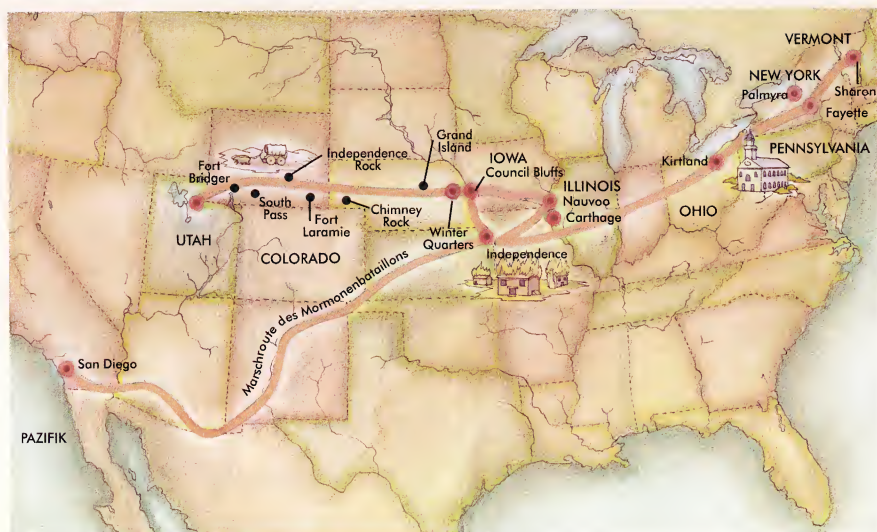 VERMONT
NEW YORK
Palmyra
Sharon
Fayette
PENNSYLVANIA
Kirtland
OHIO
Grand
Island
IOWA
Council Bluffs
ILLINOIS
Nauvoo
Carthage
Independence
Rock
Fort
Bridger
South
Pass
Fort
Laramie
Chimney
Rock
Winter
Quarters
Independence
UTAH
COLORADO
Marschroute des Mormonenbataillons
San Diego
PAZIFIK